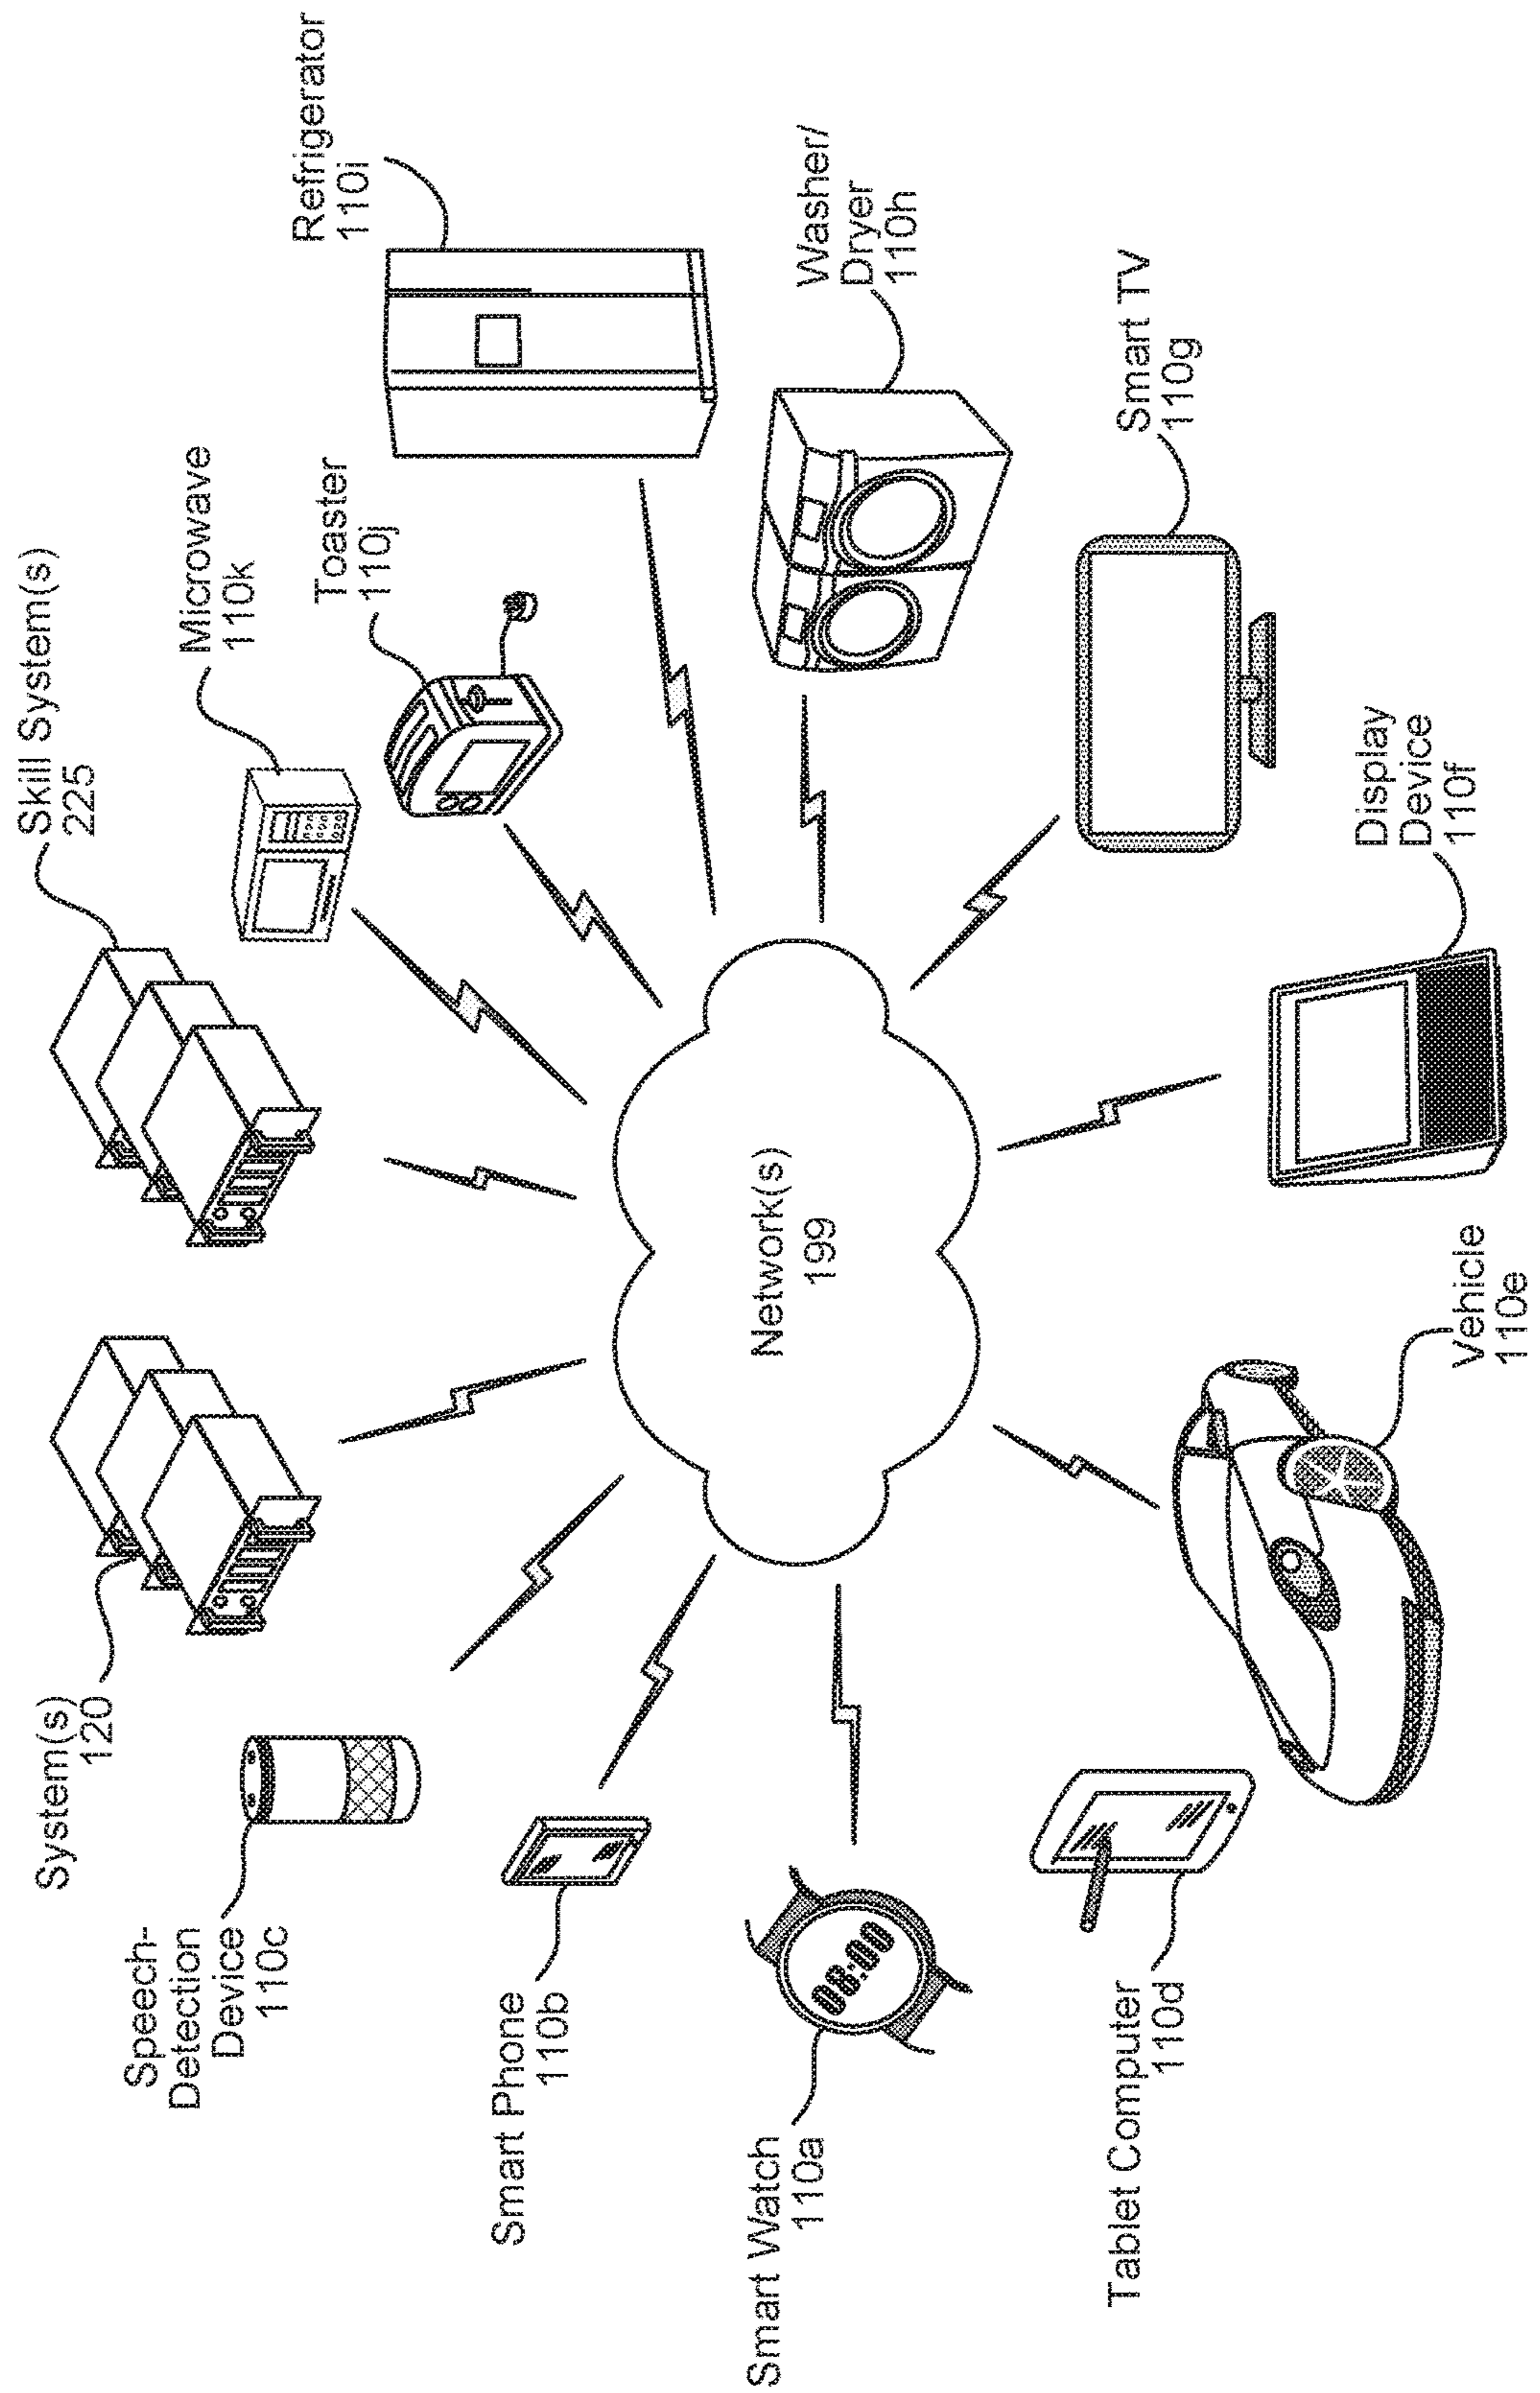 System(s)
120
Skill System(s)
225
Speech-
Detection
Device
110c
Microwave
110k
Toaster
110j
Refrigerator
110i
Smart Phone
110b
Network(s)
199
Smart Watch
110a
08:00
Washer/
Dryer
110h
Tablet Computer
110d
Smart TV
110g
Vehicle
110e
Display
Device
110f